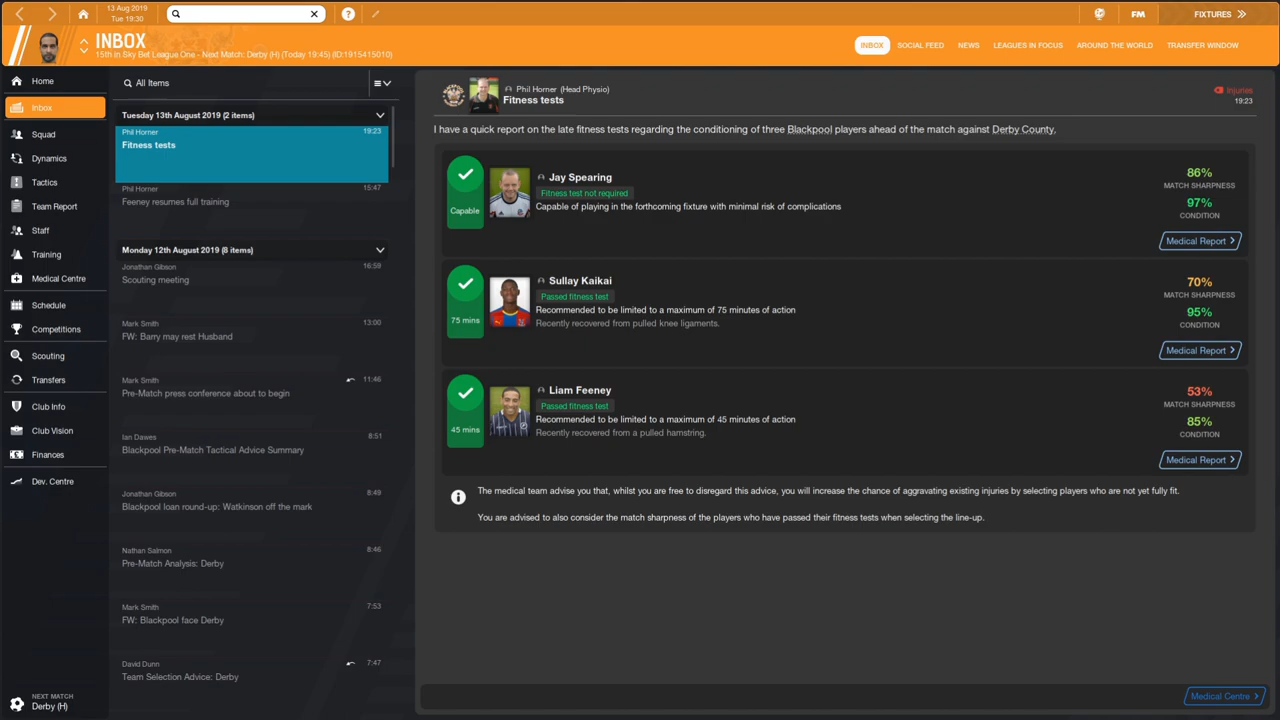 13 Aug 2019
Tue 19:30
?
FM
FIXTURES
INBOX
15th in Sky Bet League One - Next Match: Derby (H) (Today 19:45) (ID:1915415010)
INBOX
SOCIAL FEED
NEWS
LEAGUES IN FOCUS
AROUND THE WORLD
TRANSFER WINDOW
Home
Inbox
Squad
Dynamics
Tactics
Team Report
Staff
Training
Medical Centre
Schedule
Competitions
Scouting
Transfers
Club Info
Club Vision
Finances
Dev. Centre
NEXT MATCH
Derby (H)
All Items
Tuesday 13th August 2019 (2 items)
Phil Horner 19:23
Fitness tests
Phil Horner 15:47
Feeney resumes full training
Monday 12th August 2019 (8 items)
Jonathan Gibson 16:59
Scouting meeting
Mark Smith 13:00
FW: Barry may rest Husband
Mark Smith 11:46
Pre-Match press conference about to begin
Ian Dawes 8:51
Blackpool Pre-Match Tactical Advice Summary
Jonathan Gibson 8:49
Blackpool loan round-up: Watkinson off the mark
Nathan Salmon 8:46
Pre-Match Analysis: Derby
Mark Smith 7:53
FW: Blackpool face Derby
David Dunn 7:47
Team Selection Advice: Derby
Phil Horner (Head Physio)
Fitness tests
Injuries
19:23
I have a quick report on the late fitness tests regarding the conditioning of three Blackpool players ahead of the match against Derby County.
Capable
Jay Spearing
Fitness test not required
Capable of playing in the forthcoming fixture with minimal risk of complications
86%
MATCH SHARPNESS
97%
CONDITION
Medical Report
75 mins
Sullay Kaikai
Passed fitness test
Recommended to be limited to a maximum of 75 minutes of action
Recently recovered from pulled knee ligaments.
70%
MATCH SHARPNESS
95%
CONDITION
Medical Report
45 mins
Liam Feeney
Passed fitness test
Recommended to be limited to a maximum of 45 minutes of action
Recently recovered from a pulled hamstring.
53%
MATCH SHARPNESS
85%
CONDITION
Medical Report
The medical team advise you that, whilst you are free to disregard this advice, you will increase the chance of aggravating existing injuries by selecting players who are not yet fully fit.
You are advised to also consider the match sharpness of the players who have passed their fitness tests when selecting the line-up.
Medical Centre